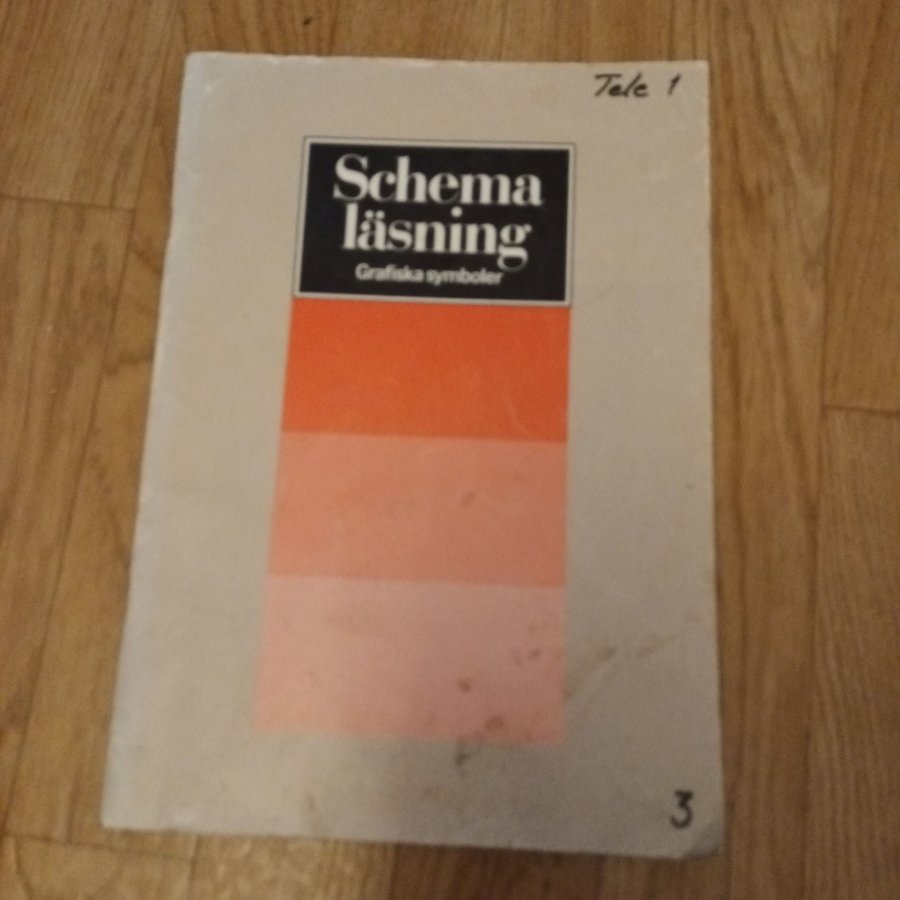 Tele 1
Schema
läsning
Grafiska symboler
3